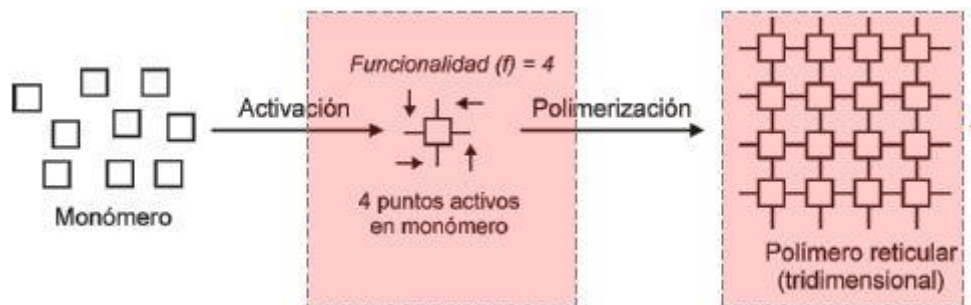 Funcionalidad (f) = 4
Activación
Polimerización
Monómero
4 puntos activos
en monómero
Polímero reticular
(tridimensional)